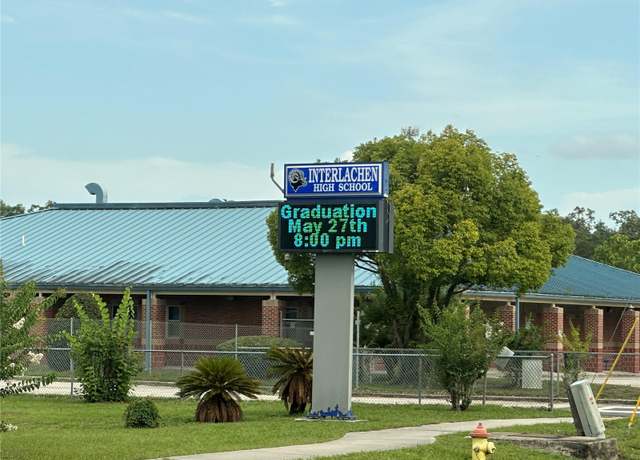 INTERLACHEN
HIGH SCHOOL
Graduation
May 27th
8:00 pm